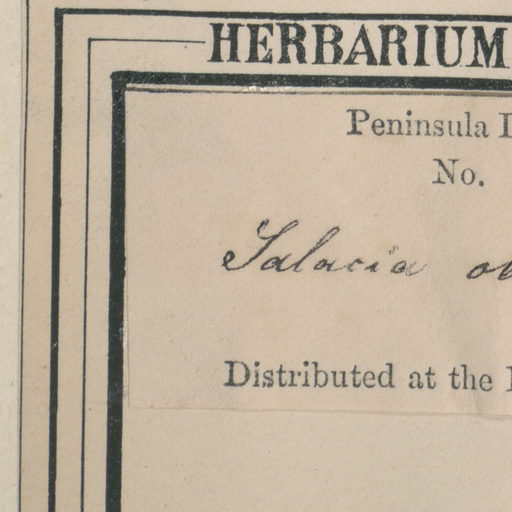 HERBARIUM
Peninsula
No.
Salacia
Distributed at the